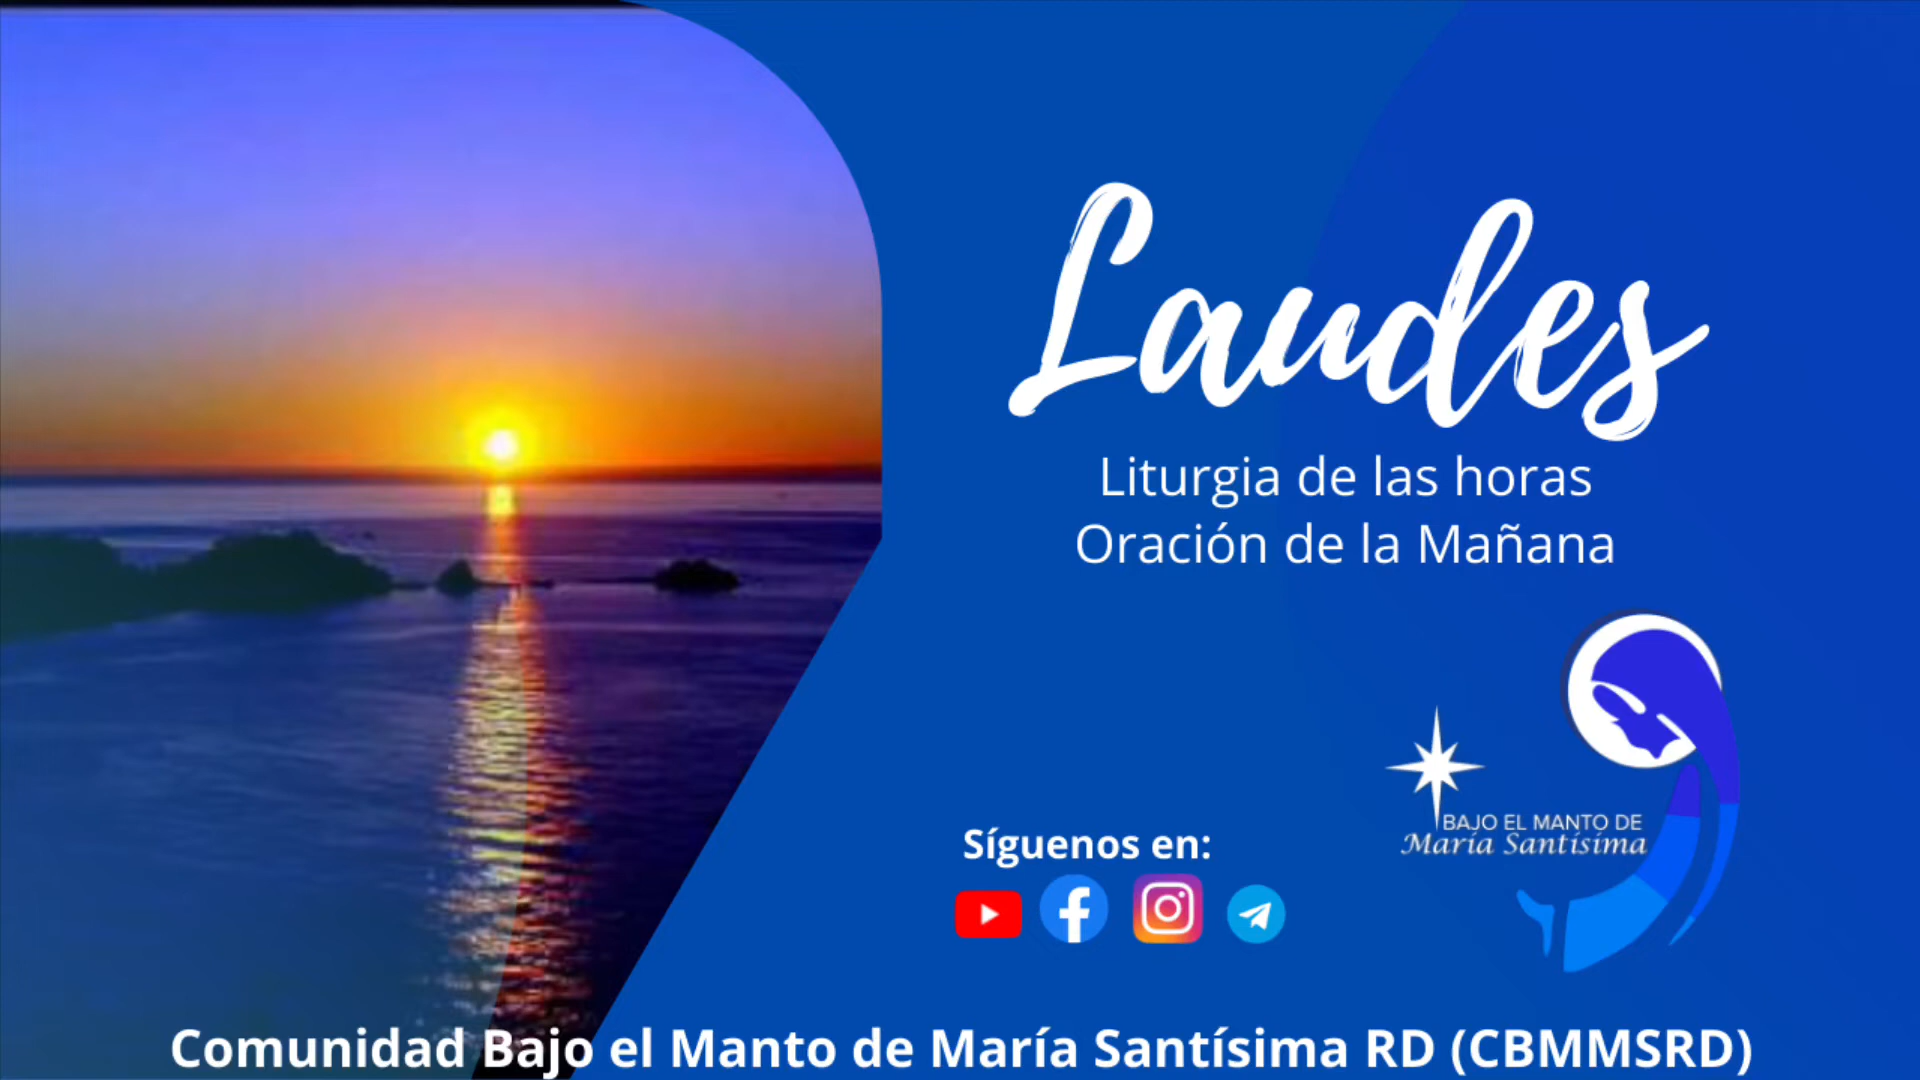 Laudes
Liturgia de las horas
Oración de la Mañana
BAJO EL MANTO DE
María Santísima
Síguenos en:
Comunidad Bajo el Manto de María Santísima RD (CBMMSRD)